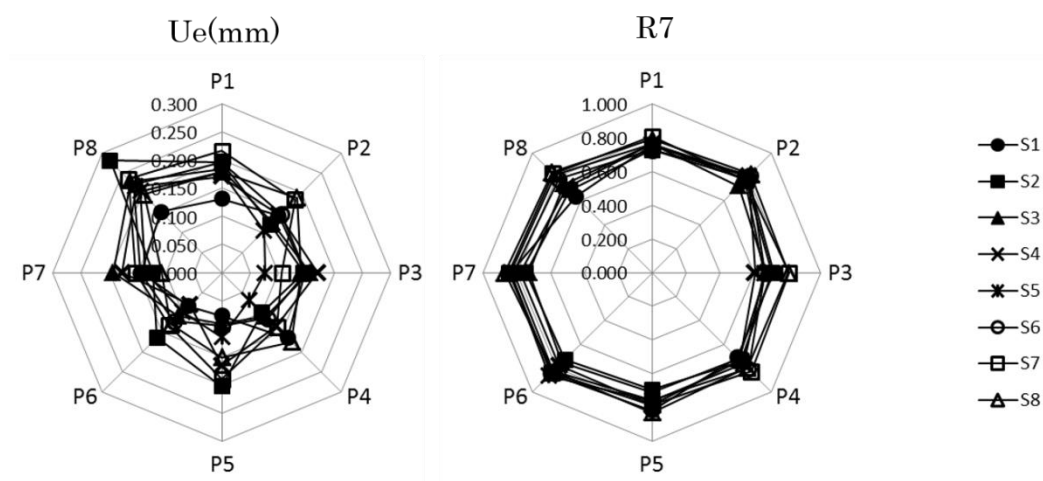 Ue(mm)
R7
P1
0.300
0.250
0.200
0.150
0.100
0.050
0.000
P2
P3
P4
P5
P6
P7
P8
P1
1.000
0.800
0.600
0.400
0.200
0.000
P2
P3
P4
P5
P6
P7
P8
S1
S2
S3
S4
S5
S6
S7
S8